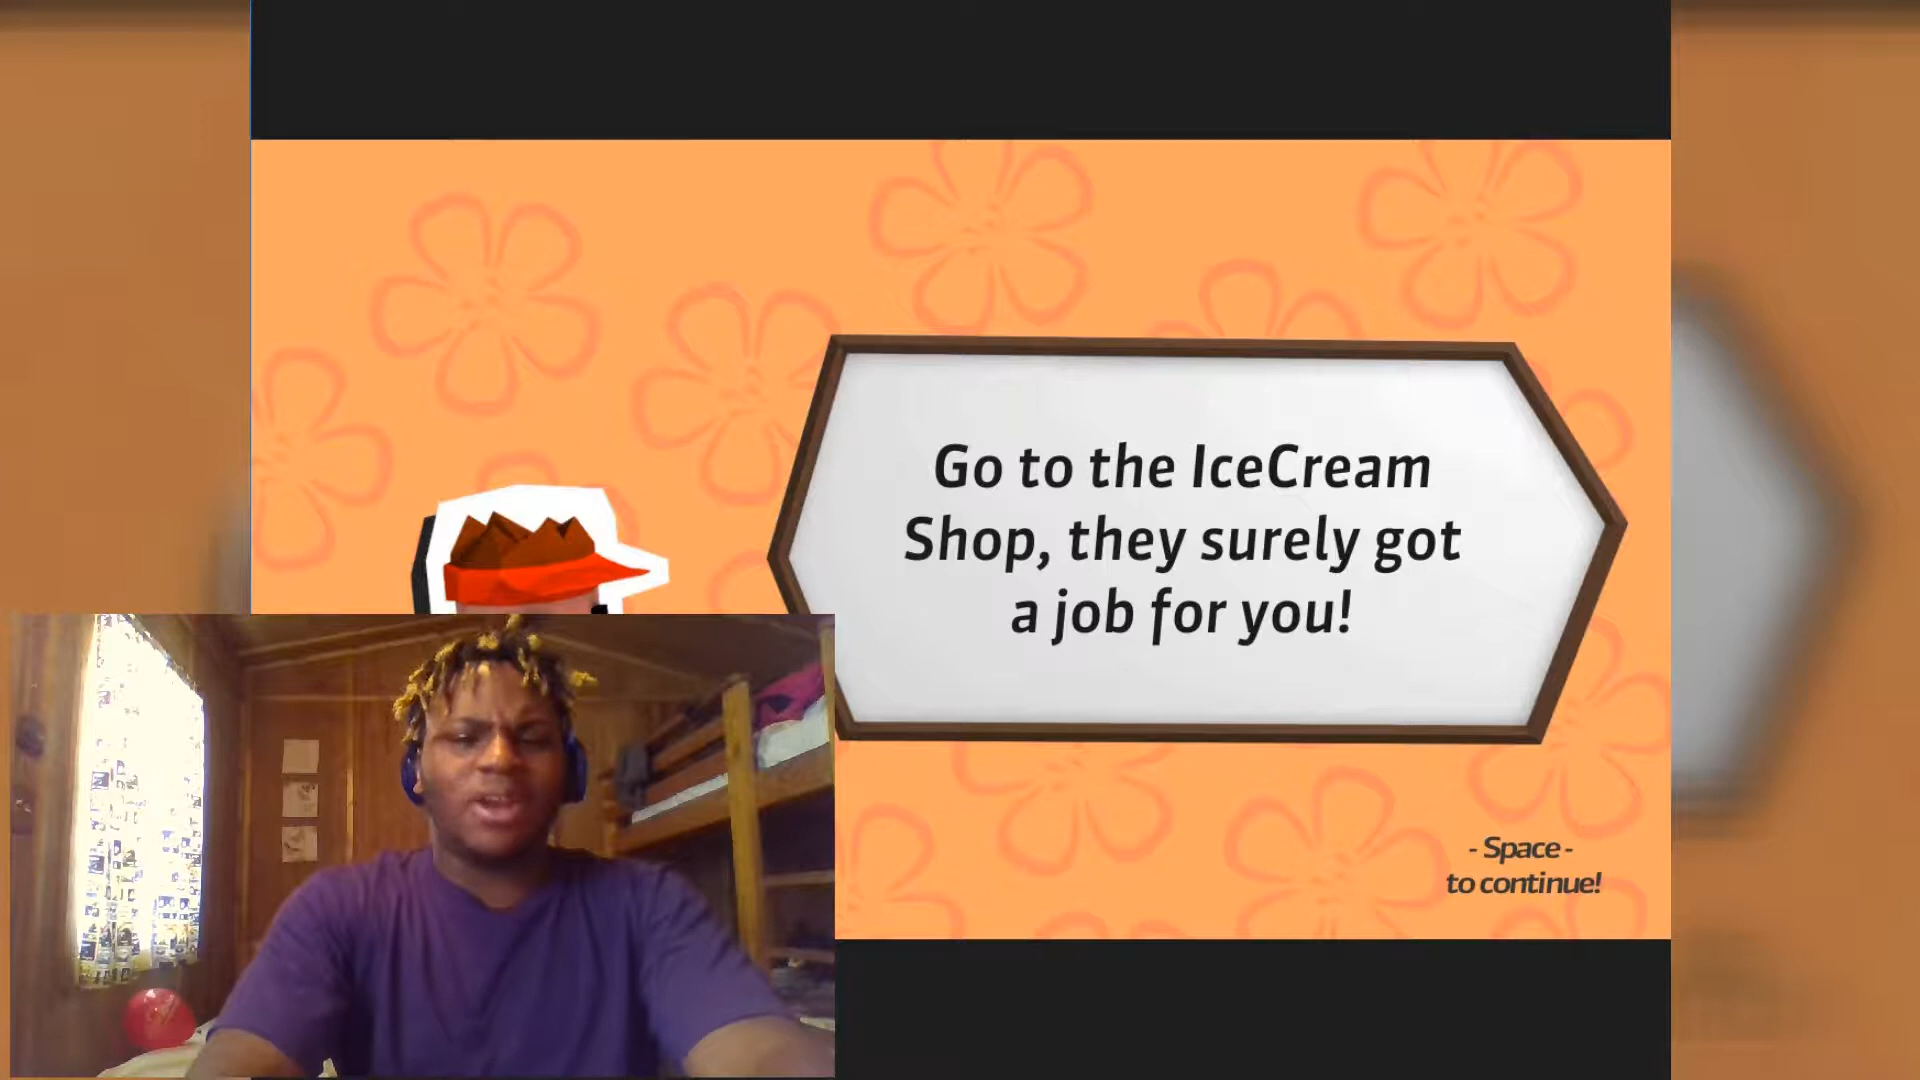 Go to the IceCream
Shop, they surely got
a job for you!
- Space -
to continue!